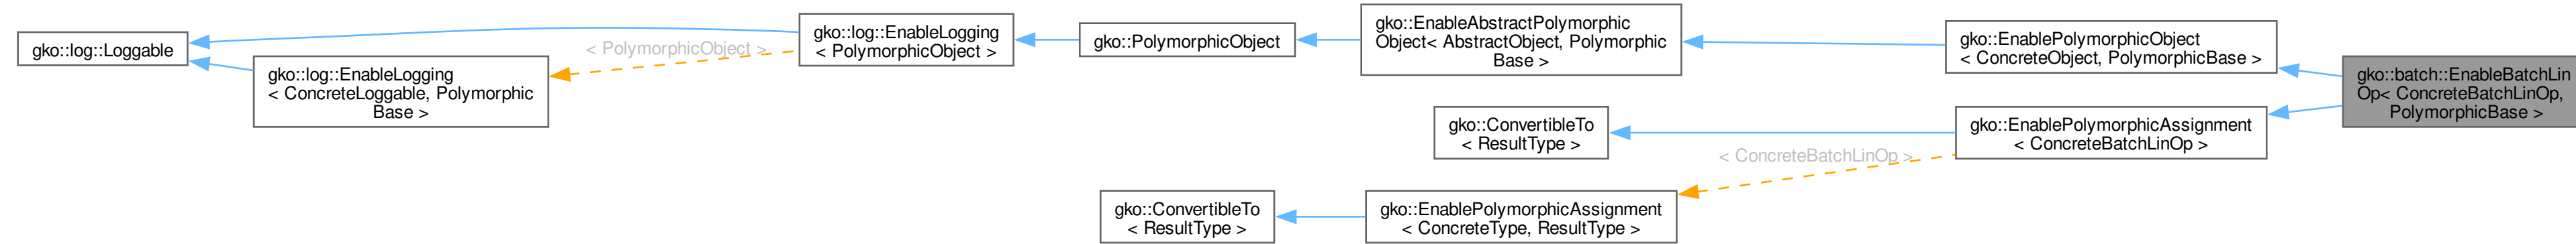 gko::log::Loggable
gko::log::EnableLogging
< ConcreteLoggable, Polymorphic
Base >
< PolymorphicObject >
gko::log::EnableLogging
< PolymorphicObject >
gko::PolymorphicObject
gko::EnableAbstractPolymorphic
Object< AbstractObject, Polymorphic
Base >
gko::EnablePolymorphicObject
< ConcreteObject, PolymorphicBase >
gko::batch::EnableBatchLin
Op< ConcreteBatchLinOp,
PolymorphicBase >
gko::ConvertibleTo
< ResultType >
gko::EnablePolymorphicAssignment
< ConcreteBatchLinOp >
< ConcreteBatchLinOp >
gko::ConvertibleTo
< ResultType >
gko::EnablePolymorphicAssignment
< ConcreteType, ResultType >